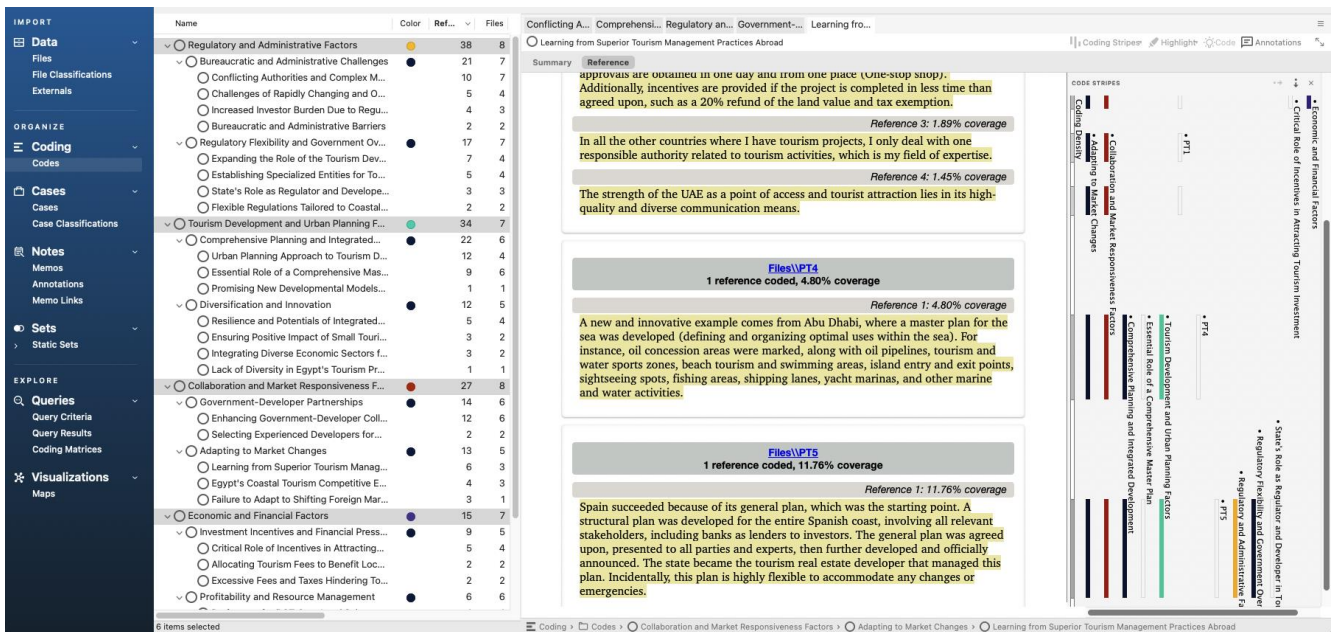 IMPORT
Data
Files
File Classifications
Externals
ORGANIZE
Coding
Codes
Cases
Cases
Case Classifications
Notes
Memos
Annotations
Memo Links
Sets
Static Sets
EXPLORE
Queries
Query Criteria
Query Results
Coding Matrices
Visualizations
Maps
Name Color Ref... Files
Regulatory and Administrative Factors 38 8
Bureaucratic and Administrative Challenges 21 7
Conflicting Authorities and Complex M... 10 7
Challenges of Rapidly Changing and O... 5 4
Increased Investor Burden Due to Regu... 4 3
Bureaucratic and Administrative Barriers 2 2
Regulatory Flexibility and Government Ov... 17 7
Expanding the Role of the Tourism Dev... 7 4
Establishing Specialized Entities for To... 5 4
State's Role as Regulator and Develope... 3 3
Flexible Regulations Tailored to Coastal... 2 2
Tourism Development and Urban Planning F... 34 7
Comprehensive Planning and Integrated... 22 6
Urban Planning Approach to Tourism D... 12 4
Essential Role of a Comprehensive Mas... 9 6
Promising New Developmental Models... 1 1
Diversification and Innovation 12 5
Resilience and Potentials of Integrated... 5 4
Ensuring Positive Impact of Small Touri... 3 2
Integrating Diverse Economic Sectors f... 3 2
Lack of Diversity in Egypt's Tourism Pr... 1 1
Collaboration and Market Responsiveness F... 27 8
Government-Developer Partnerships 14 6
Enhancing Government-Developer Coll... 12 6
Selecting Experienced Developers for... 2 2
Adapting to Market Changes 13 5
Learning from Superior Tourism Manag... 6 3
Egypt's Coastal Tourism Competitive E... 4 3
Failure to Adapt to Shifting Foreign Mar... 3 1
Economic and Financial Factors 15 7
Investment Incentives and Financial Press... 9 5
Critical Role of Incentives in Attracting... 5 4
Allocating Tourism Fees to Benefit Loc... 2 2
Excessive Fees and Taxes Hindering To... 2 2
Profitability and Resource Management 6 6
6 items selected
Conflicting A... Comprehensi... Regulatory an... Government-... Learning fro...
Learning from Superior Tourism Management Practices Abroad
Coding Stripes Highlight Code Annotations
Summary Reference
approvals are obtained in one day and from one place (One-stop shop).
Additionally, incentives are provided if the project is completed in less time than
agreed upon, such as a 20% refund of the land value and tax exemption.
Reference 3: 1.89% coverage
In all the other countries where I have tourism projects, I only deal with one
responsible authority related to tourism activities, which is my field of expertise.
Reference 4: 1.45% coverage
The strength of the UAE as a point of access and tourist attraction lies in its high-
quality and diverse communication means.
Files\\PT4
1 reference coded, 4.80% coverage
Reference 1: 4.80% coverage
A new and innovative example comes from Abu Dhabi, where a master plan for the
sea was developed (defining and organizing optimal uses within the sea). For
instance, oil concession areas were marked, along with oil pipelines, tourism and
water sports zones, beach tourism and swimming areas, island entry and exit points,
sightseeing spots, fishing areas, shipping lanes, yacht marinas, and other marine
and water activities.
Files\\PT5
1 reference coded, 11.76% coverage
Reference 1: 11.76% coverage
Spain succeeded because of its general plan, which was the starting point. A
structural plan was developed for the entire Spanish coast, involving all relevant
stakeholders, including banks as lenders to investors. The general plan was agreed
upon, presented to all parties and experts, then further developed and officially
announced. The state became the tourism real estate developer that managed this
plan. Incidentally, this plan is highly flexible to accommodate any changes or
emergencies.
CODE STRIPES
Coding Density
Adapting to Market Changes
Collaboration and Market Responsiveness Factors
Comprehensive Planning and Integrated Development
Essential Role of a Comprehensive Master Plan
Tourism Development and Urban Planning Factors
PT1
PT4
PT5
Regulatory and Administrative Fa
Regulatory Flexibility and Government Over
State's Role as Regulator and Developer in Tou
Critical Role of Incentives in Attracting Tourism Investment
Economic and Financial Factors
Coding › Codes › Collaboration and Market Responsiveness Factors › Adapting to Market Changes › Learning from Superior Tourism Management Practices Abroad